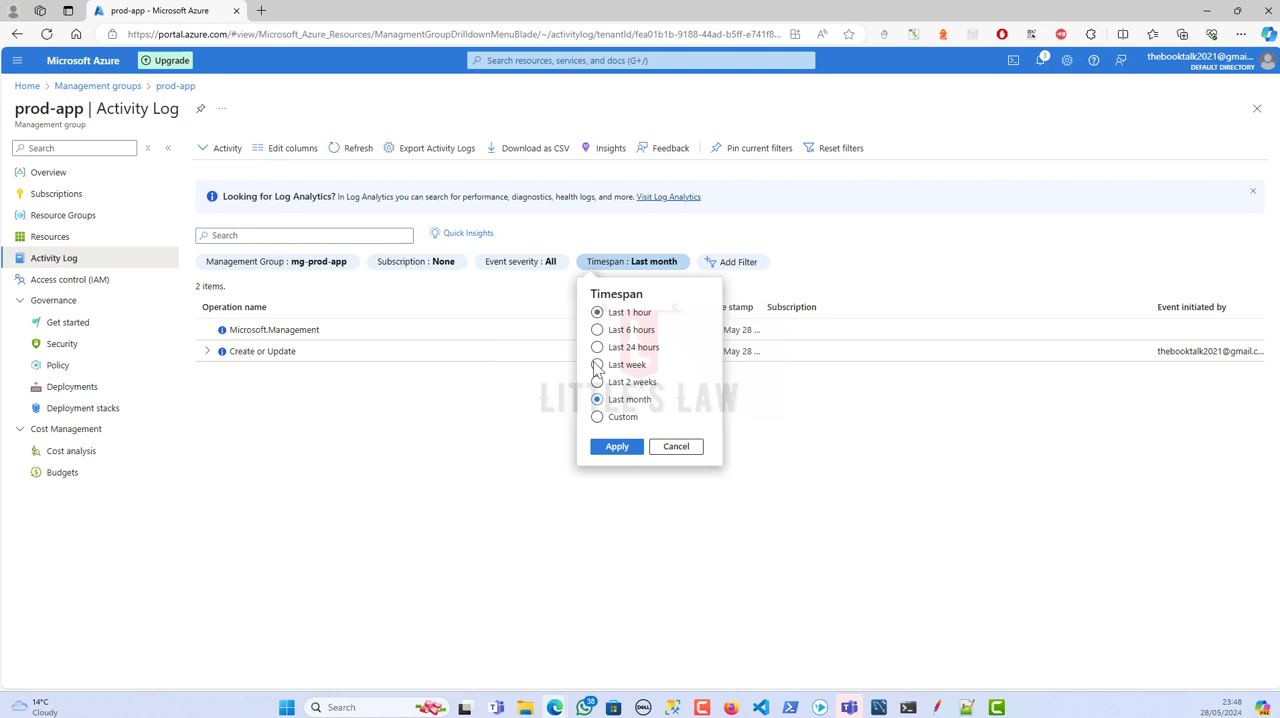 prod-app - Microsoft Azure
https://portal.azure.com/#view/Microsoft_Azure_Resources/ManagmentGroupDrilldownMenuBlade/~/activitylog/tenantId/fea01b1b-9188-44ad-b5ff-e741f8...
Microsoft Azure
Upgrade
Search resources, services, and docs (G+/)
3
thebooktalk2021@gmai...
DEFAULT DIRECTORY
Home > Management groups > prod-app
prod-app | Activity Log
Management group
Search
Overview
Subscriptions
Resource Groups
Resources
Activity Log
Access control (IAM)
Governance
Get started
Security
Policy
Deployments
Deployment stacks
Cost Management
Cost analysis
Budgets
Activity
Edit columns
Refresh
Export Activity Logs
Download as CSV
Insights
Feedback
Pin current filters
Reset filters
Looking for Log Analytics? In Log Analytics you can search for performance, diagnostics, health logs, and more. Visit Log Analytics
Search
Quick Insights
Management Group : mg-prod-app
Subscription : None
Event severity : All
Timespan : Last month
Add Filter
2 items.
Operation name
e stamp
Subscription
Event initiated by
Microsoft.Management
May 28 ...
Create or Update
May 28 ...
thebooktalk2021@gmail.c...
Timespan
Last 1 hour
Last 6 hours
Last 24 hours
Last week
Last 2 weeks
Last month
Custom
Apply
Cancel
LITTLE'S LAW
14°C
Cloudy
Search
38
23:48
28/05/2024